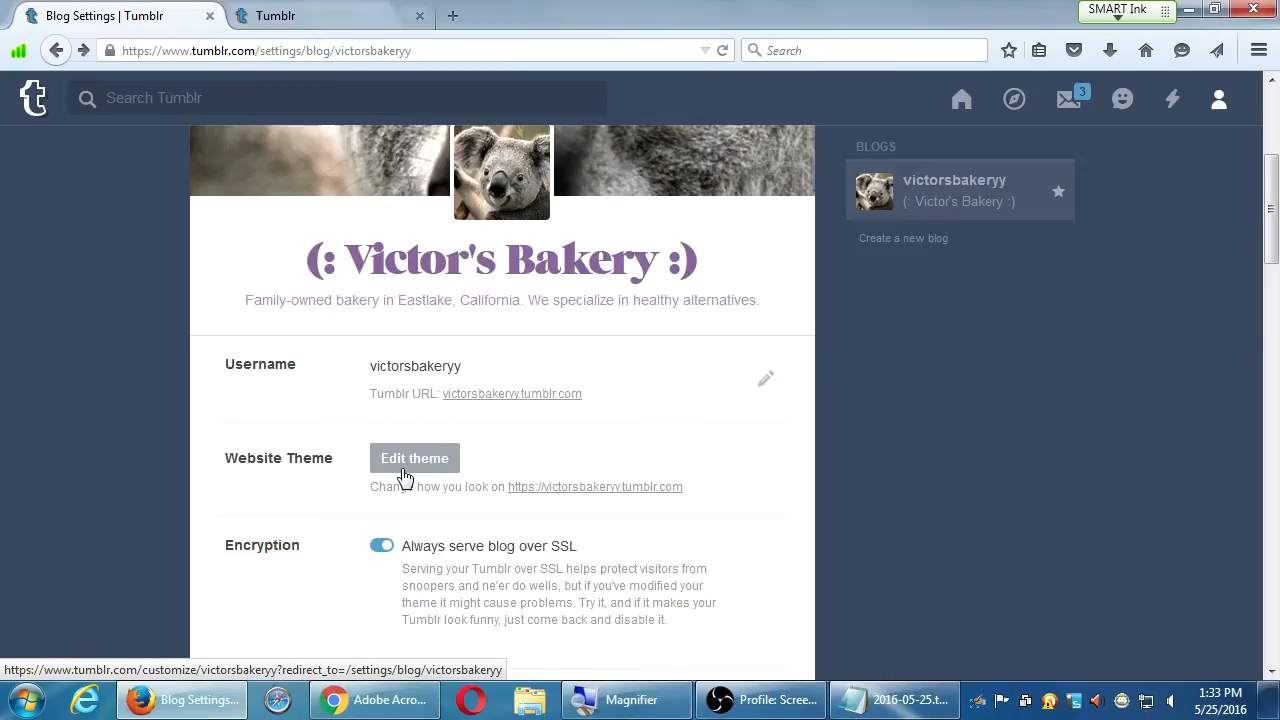 Blog Settings | Tumblr
Tumblr
SMART Ink
https://www.tumblr.com/settings/blog/victorsbakeryy
Search
Search Tumblr
3
BLOGS
victorsbakeryy
(: Victor's Bakery :)
Create a new blog
(: Victor's Bakery :)
Family-owned bakery in Eastlake, California. We specialize in healthy alternatives.
Username
victorsbakeryy
Tumblr URL: victorsbakeryy.tumblr.com
Website Theme
Edit theme
Change how you look on https://victorsbakeryy.tumblr.com
Encryption
Always serve blog over SSL
Serving your Tumblr over SSL helps protect visitors from
snoopers and ne'er do wells, but if you've modified your
theme it might cause problems. Try it, and if it makes your
Tumblr look funny, just come back and disable it.
https://www.tumblr.com/customize/victorsbakeryy?redirect_to=/settings/blog/victorsbakeryy
Blog Settings...
Adobe Acro...
Magnifier
Profile: Scree...
2016-05-25.t...
1:33 PM
5/25/2016